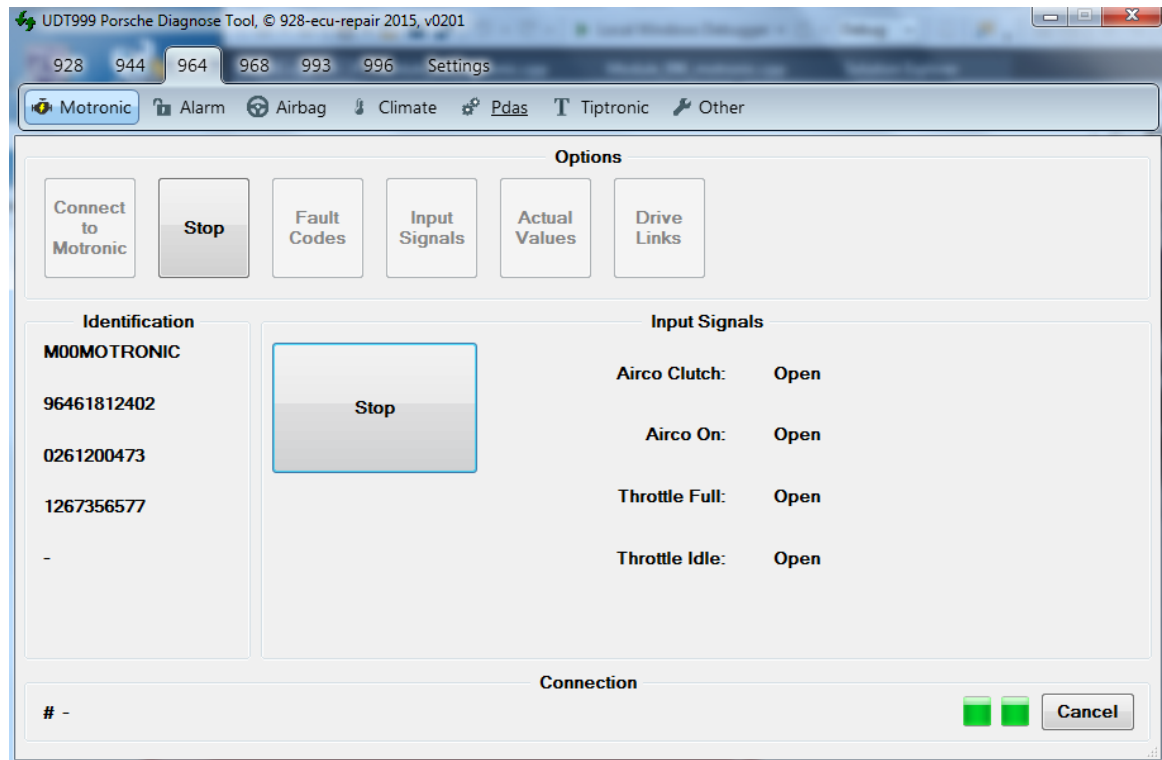 UDT999 Porsche Diagnose Tool, © 928-ecu-repair 2015, v0201
928 944 964 968 993 996 Settings
Motronic Alarm Airbag Climate Pdas T Tiptronic Other
Options
Connect to Motronic
Stop
Fault Codes
Input Signals
Actual Values
Drive Links
Identification
M00MOTRONIC
96461812402
0261200473
1267356577
-
Input Signals
Stop
Airco Clutch: Open
Airco On: Open
Throttle Full: Open
Throttle Idle: Open
Connection
# -
Cancel